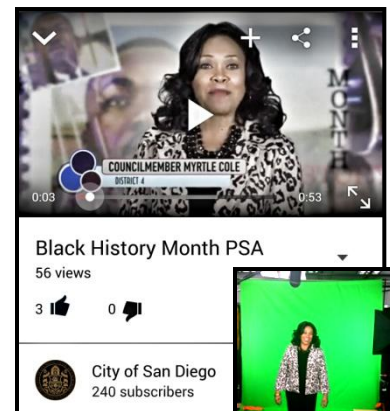 MONTH
COUNCILMEMBER MYRTLE COLE
DISTRICT 4
0:03
0:53
Black History Month PSA
56 views
3
0
City of San Diego
240 subscribers